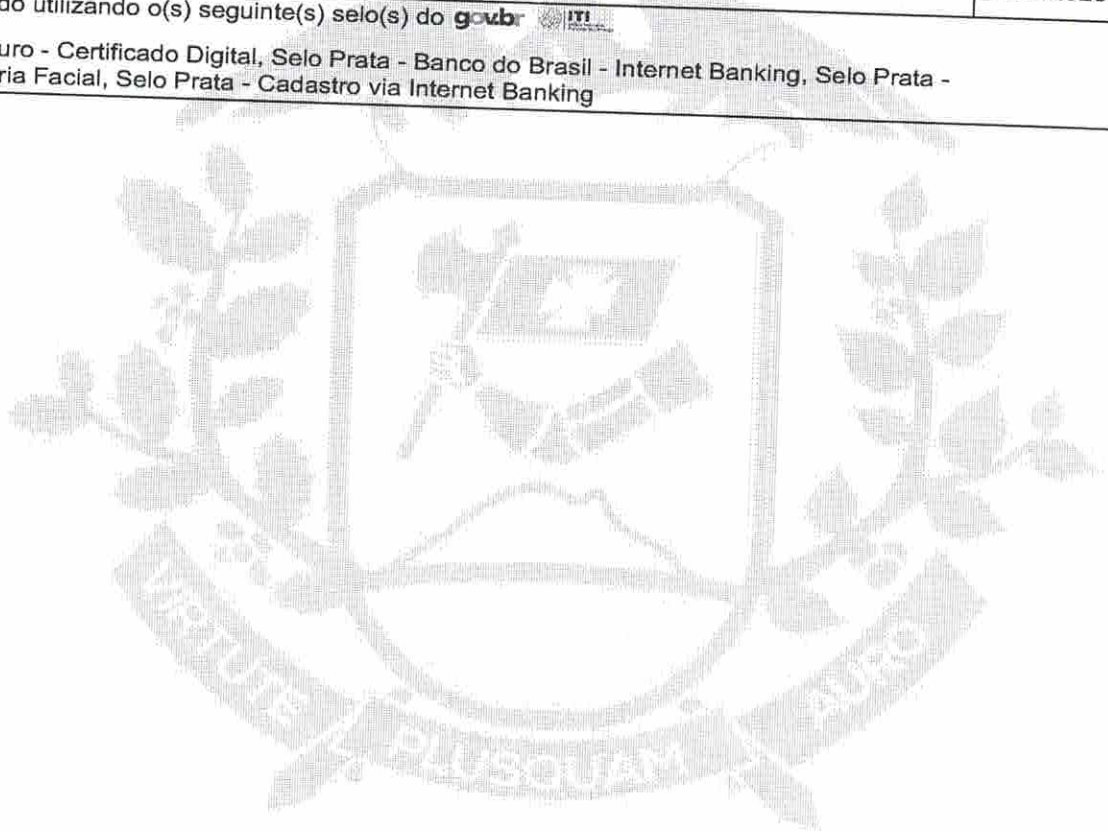 do utilizando o(s) seguinte(s) selo(s) do gov.br ITI
uro - Certificado Digital, Selo Prata - Banco do Brasil - Internet Banking, Selo Prata -
ria Facial, Selo Prata - Cadastro via Internet Banking
VIRTUTE PLUSQUAM AURO